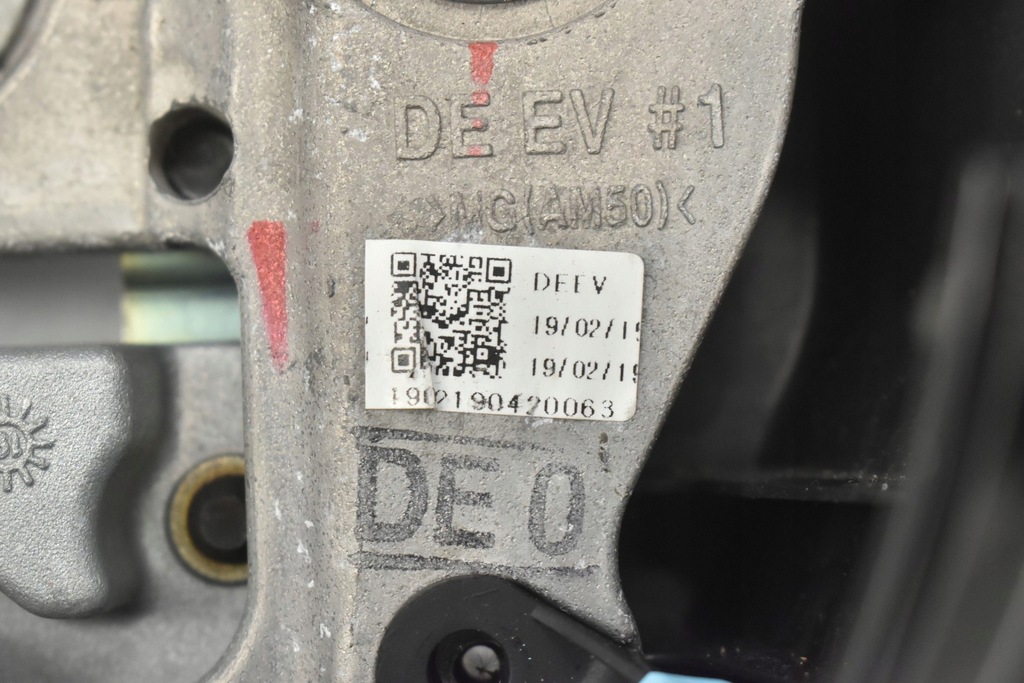 DE EV #1
>MG(AM50)<
DEEV
19/02/19
19/02/19
1902190420063
DE 0